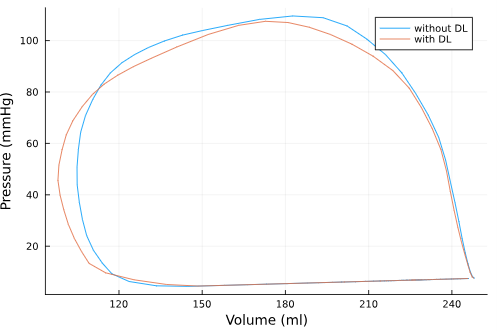 without DL
with DL
100
80
60
40
20
Pressure (mmHg)
120 150 180 210 240
Volume (ml)